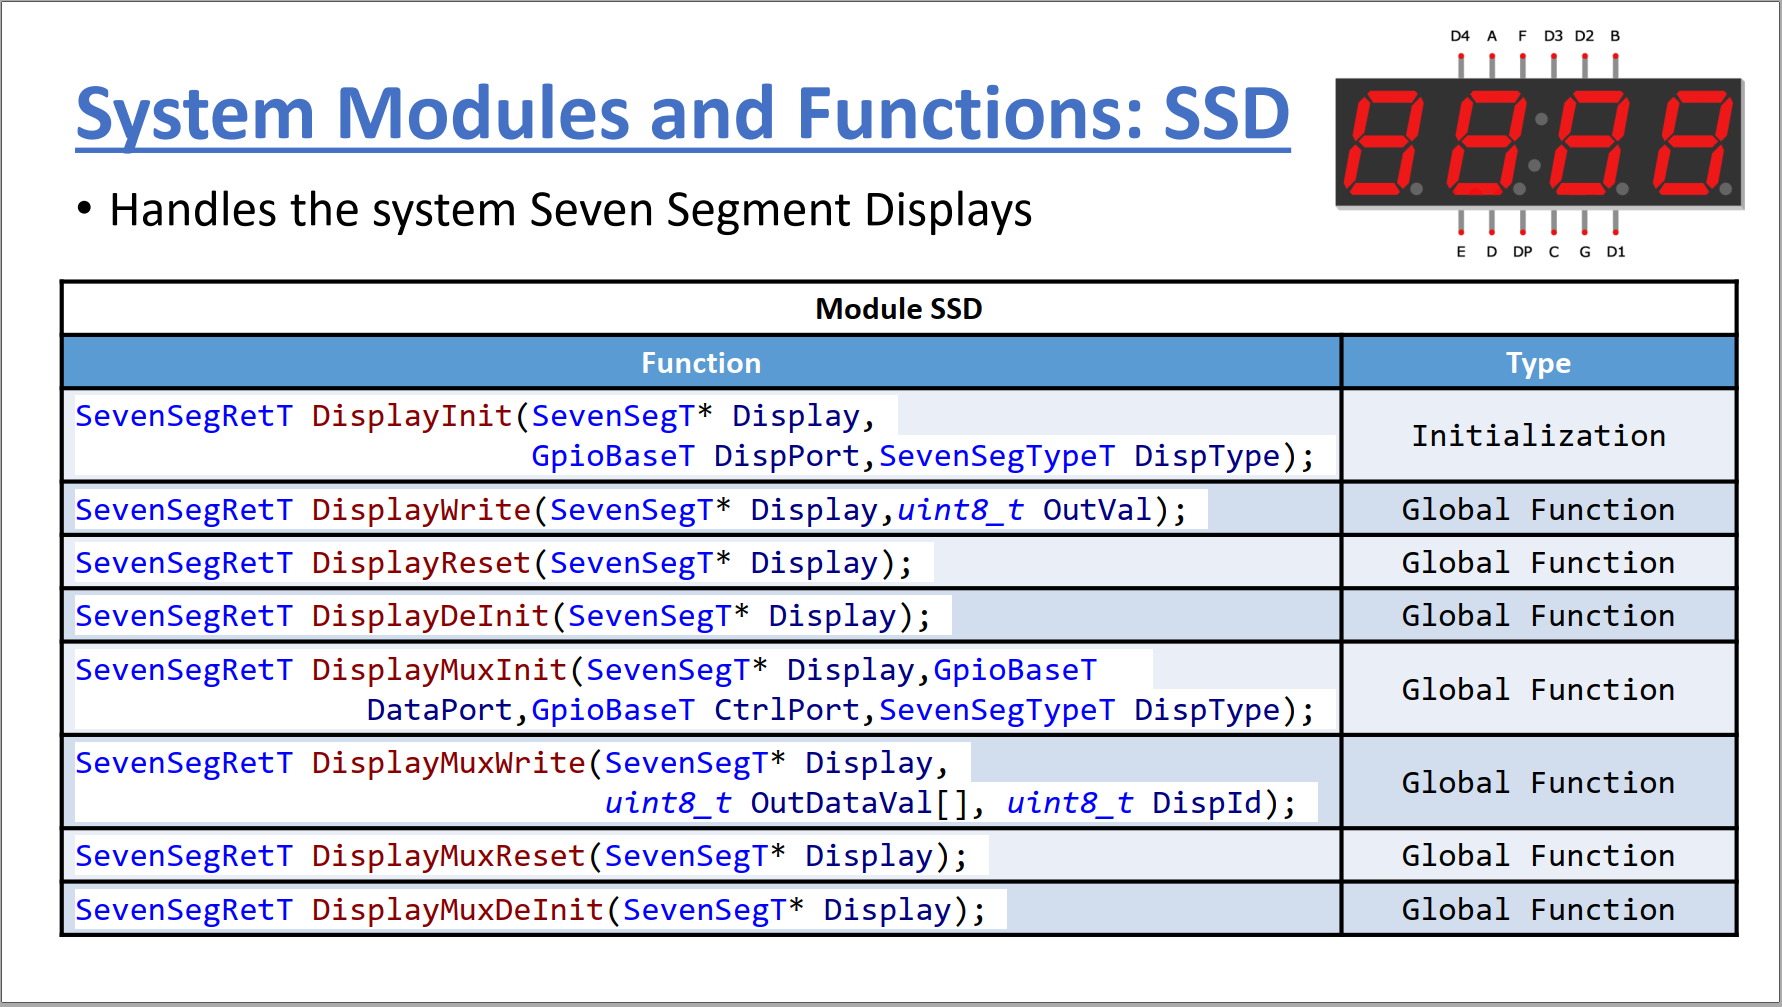 D4 A F D3 D2 B
System Modules and Functions: SSD
• Handles the system Seven Segment Displays
E D DP C G D1
Module SSD
Function Type
SevenSegRetT DisplayInit(SevenSegT* Display,
GpioBaseT DispPort,SevenSegTypeT DispType);
Initialization
SevenSegRetT DisplayWrite(SevenSegT* Display,uint8_t OutVal);
Global Function
SevenSegRetT DisplayReset(SevenSegT* Display);
Global Function
SevenSegRetT DisplayDeInit(SevenSegT* Display);
Global Function
SevenSegRetT DisplayMuxInit(SevenSegT* Display,GpioBaseT
DataPort,GpioBaseT CtrlPort,SevenSegTypeT DispType);
Global Function
SevenSegRetT DisplayMuxWrite(SevenSegT* Display,
uint8_t OutDataVal[], uint8_t DispId);
Global Function
SevenSegRetT DisplayMuxReset(SevenSegT* Display);
Global Function
SevenSegRetT DisplayMuxDeInit(SevenSegT* Display);
Global Function